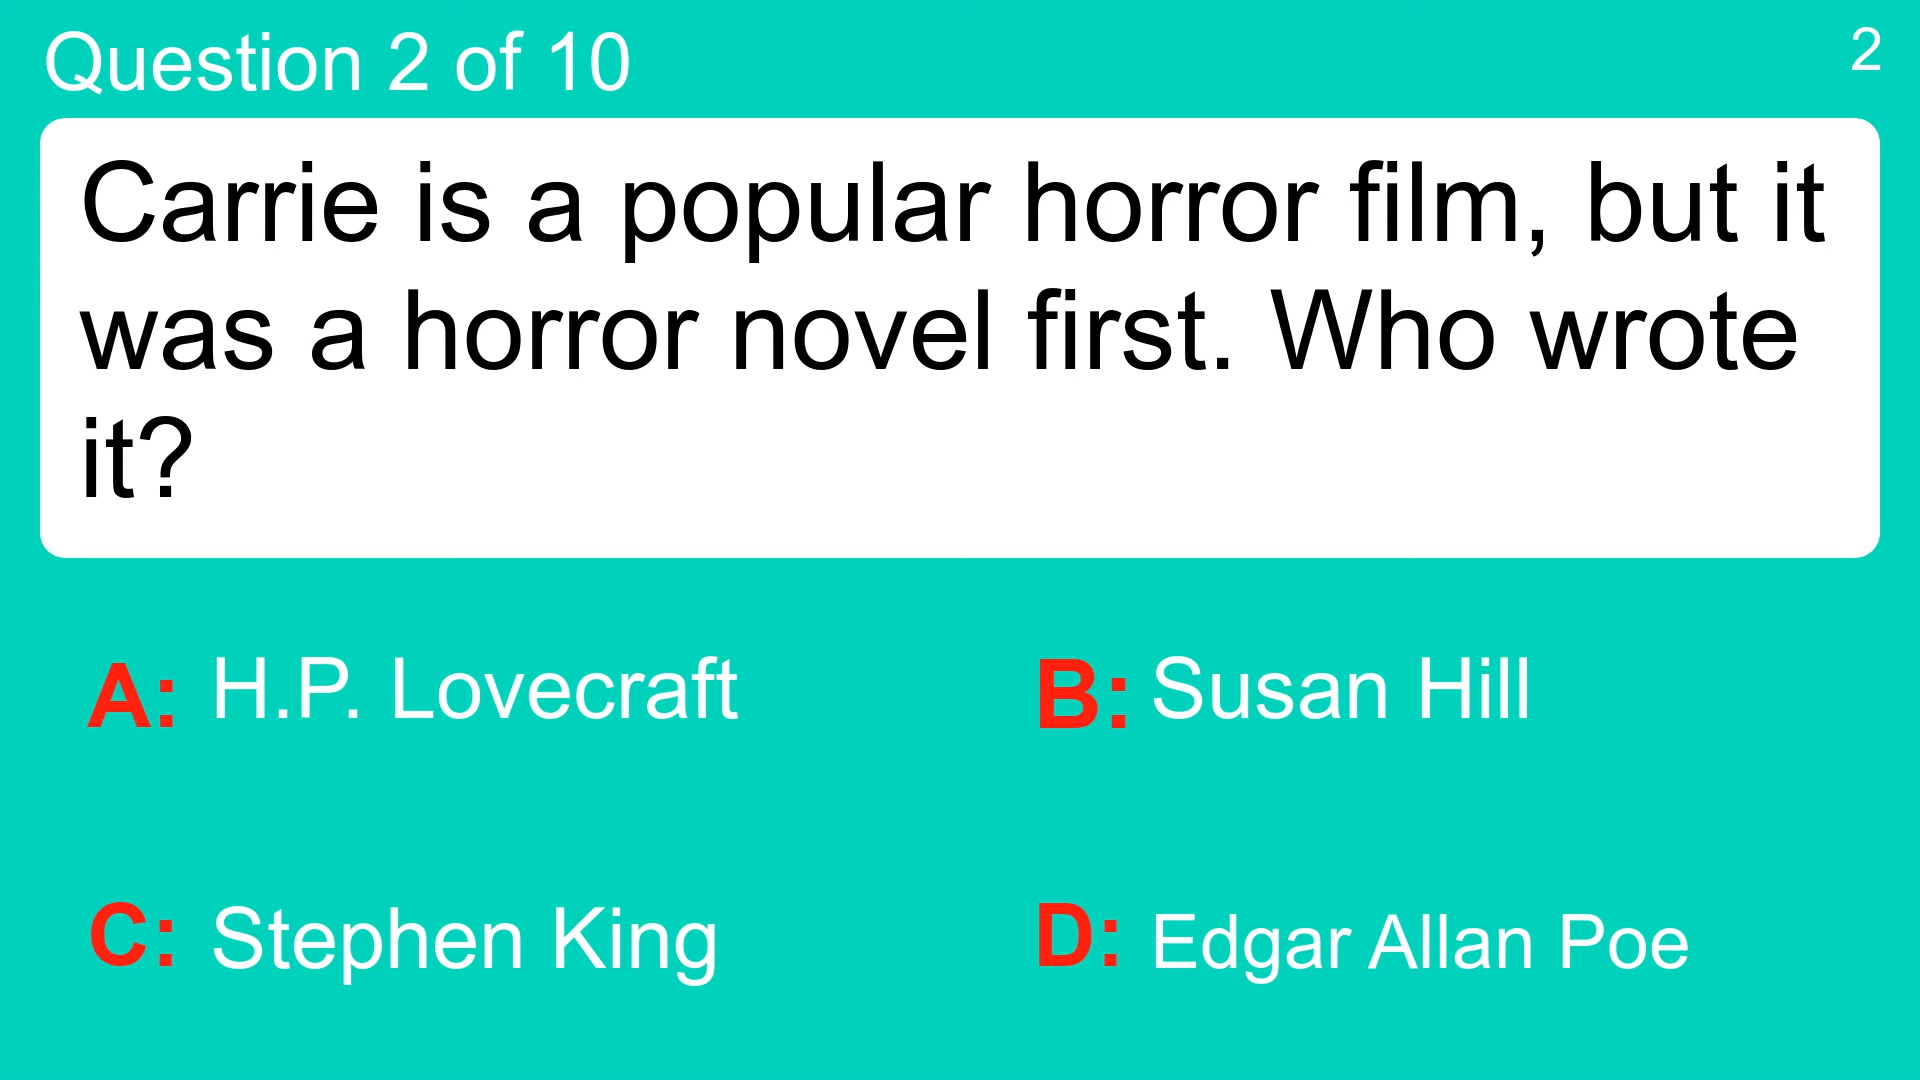 Question 2 of 10
2
Carrie is a popular horror film, but it
was a horror novel first. Who wrote
it?
A: H.P. Lovecraft
B: Susan Hill
C: Stephen King
D: Edgar Allan Poe